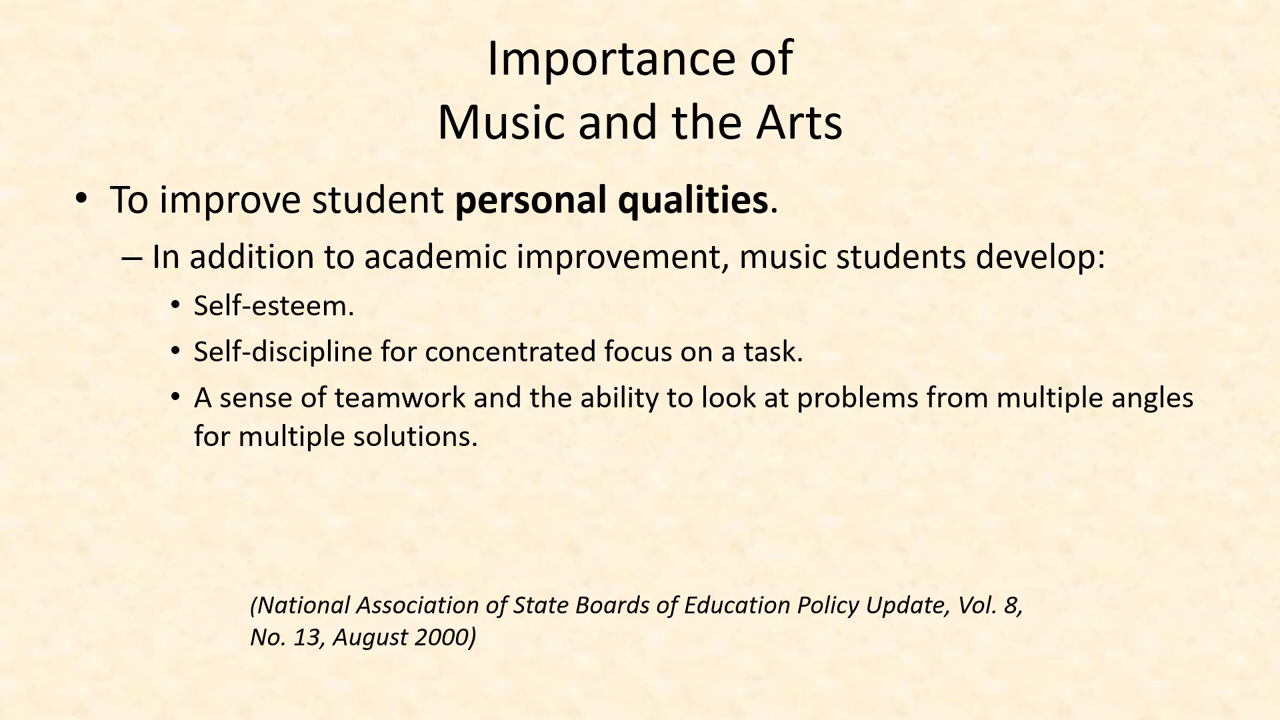 Importance of
Music and the Arts
• To improve student personal qualities.
– In addition to academic improvement, music students develop:
• Self-esteem.
• Self-discipline for concentrated focus on a task.
• A sense of teamwork and the ability to look at problems from multiple angles
for multiple solutions.
(National Association of State Boards of Education Policy Update, Vol. 8,
No. 13, August 2000)